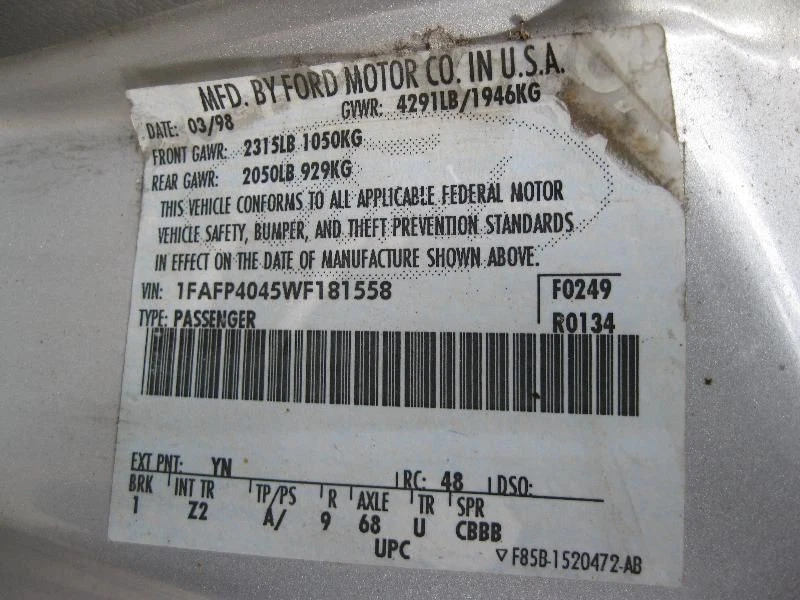 MFD. BY FORD MOTOR CO. IN U.S.A.
DATE: 03/98 GVWR: 4291LB/1946KG
FRONT GAWR: 2315LB 1050KG
REAR GAWR: 2050LB 929KG
THIS VEHICLE CONFORMS TO ALL APPLICABLE FEDERAL MOTOR
VEHICLE SAFETY, BUMPER, AND THEFT PREVENTION STANDARDS
IN EFFECT ON THE DATE OF MANUFACTURE SHOWN ABOVE.
VIN: 1FAFP4045WF181558 F0249
TYPE: PASSENGER R0134
EXT PNT: YN RC: 48 DSO:
BRK INT TR TP/PS R AXLE TR SPR
1 Z2 A/ 9 68 U CBBB
UPC ▽F85B-1520472-AB